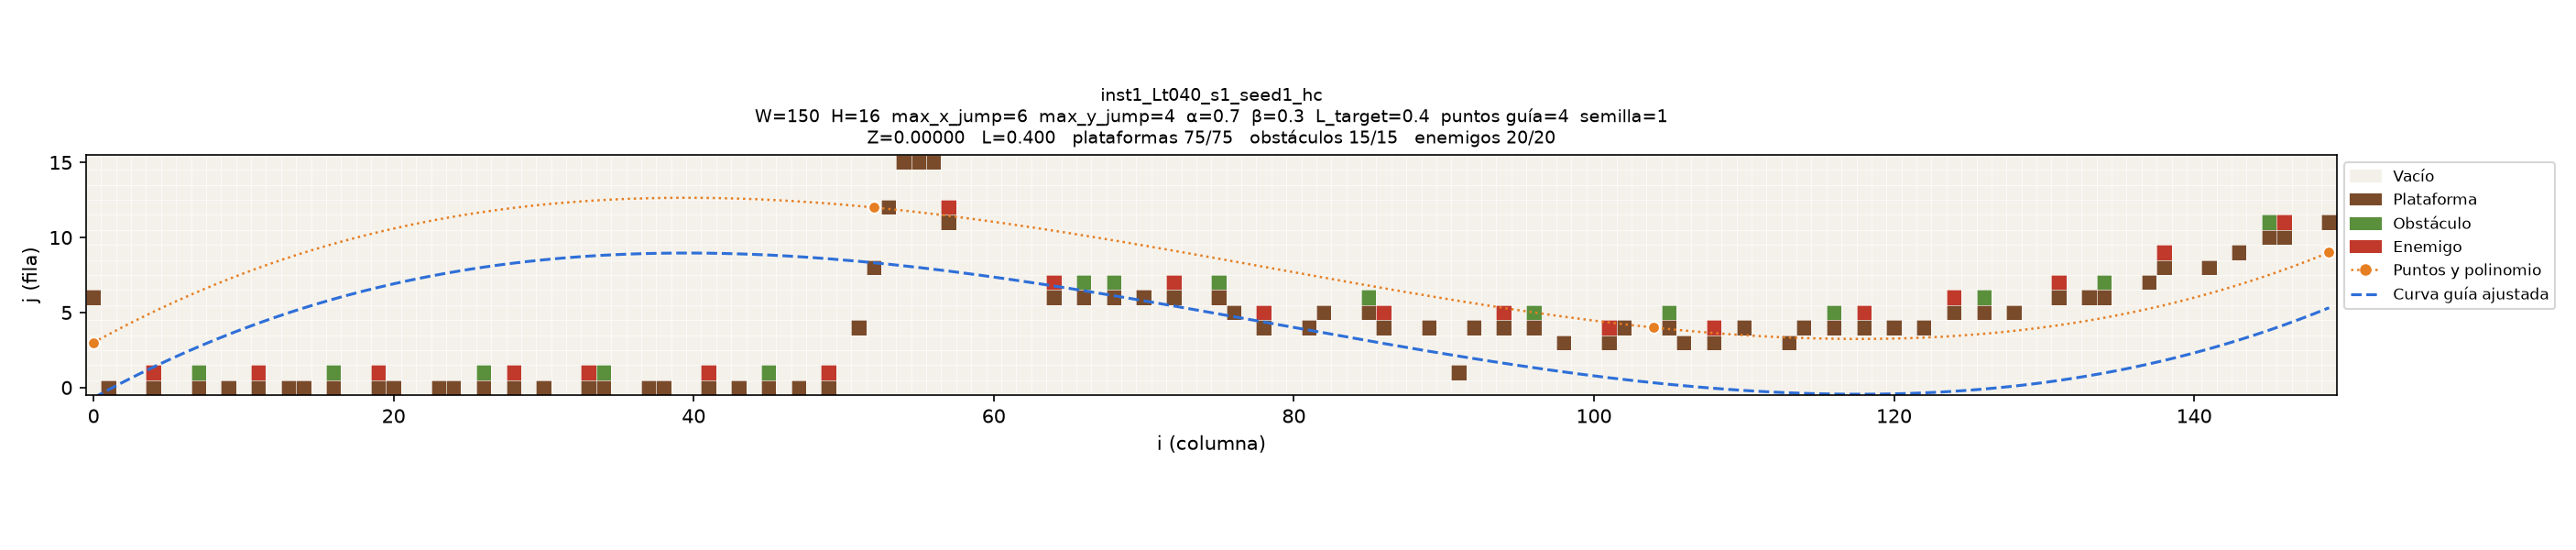 inst1_Lt040_s1_seed1_hc
W=150 H=16 max_x_jump=6 max_y_jump=4 α=0.7 β=0.3 L_target=0.4 puntos guía=4 semilla=1
Z=0.00000 L=0.400 plataformas 75/75 obstáculos 15/15 enemigos 20/20
15
10
5
0
j (fila)
0 20 40 60 80 100 120 140
i (columna)
Vacío
Plataforma
Obstáculo
Enemigo
Puntos y polinomio
Curva guía ajustada